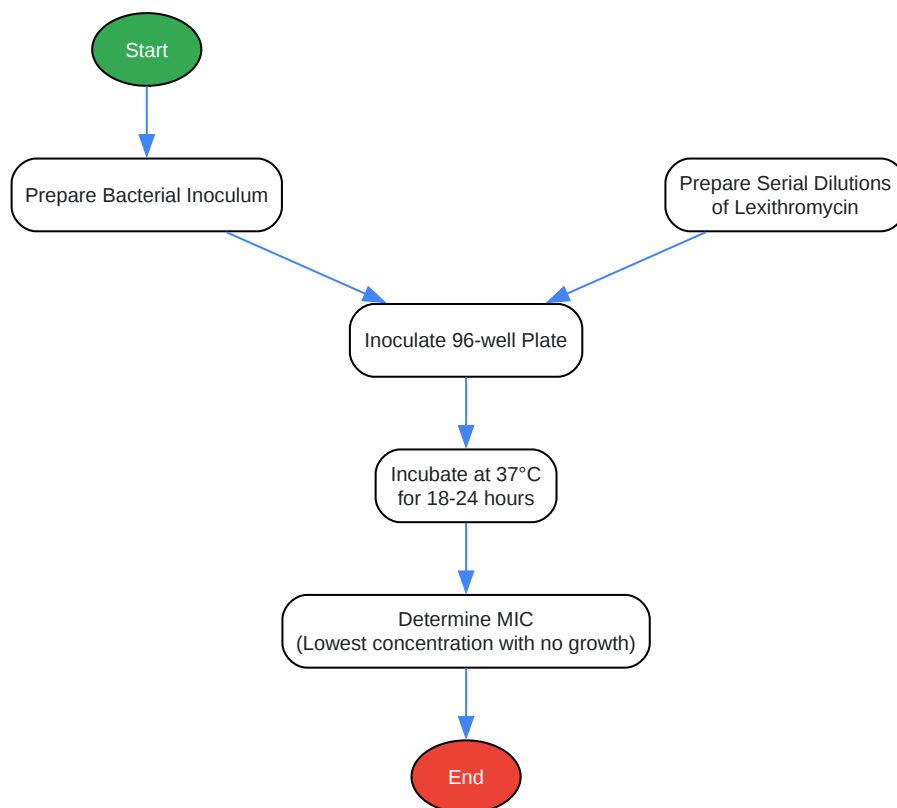 Start
Prepare Bacterial Inoculum
Prepare Serial Dilutions
of Lexithromycin
Inoculate 96-well Plate
Incubate at 37°C
for 18-24 hours
Determine MIC
(Lowest concentration with no growth)
End